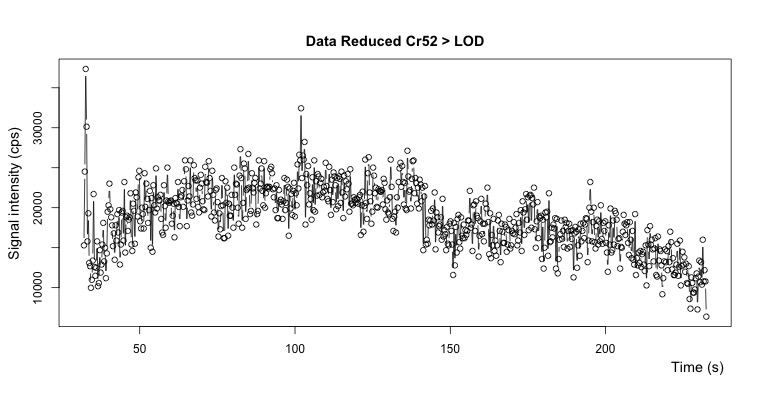 Data Reduced Cr52 > LOD
Signal intensity (cps)
30000
20000
10000
50 100 150 200
Time (s)